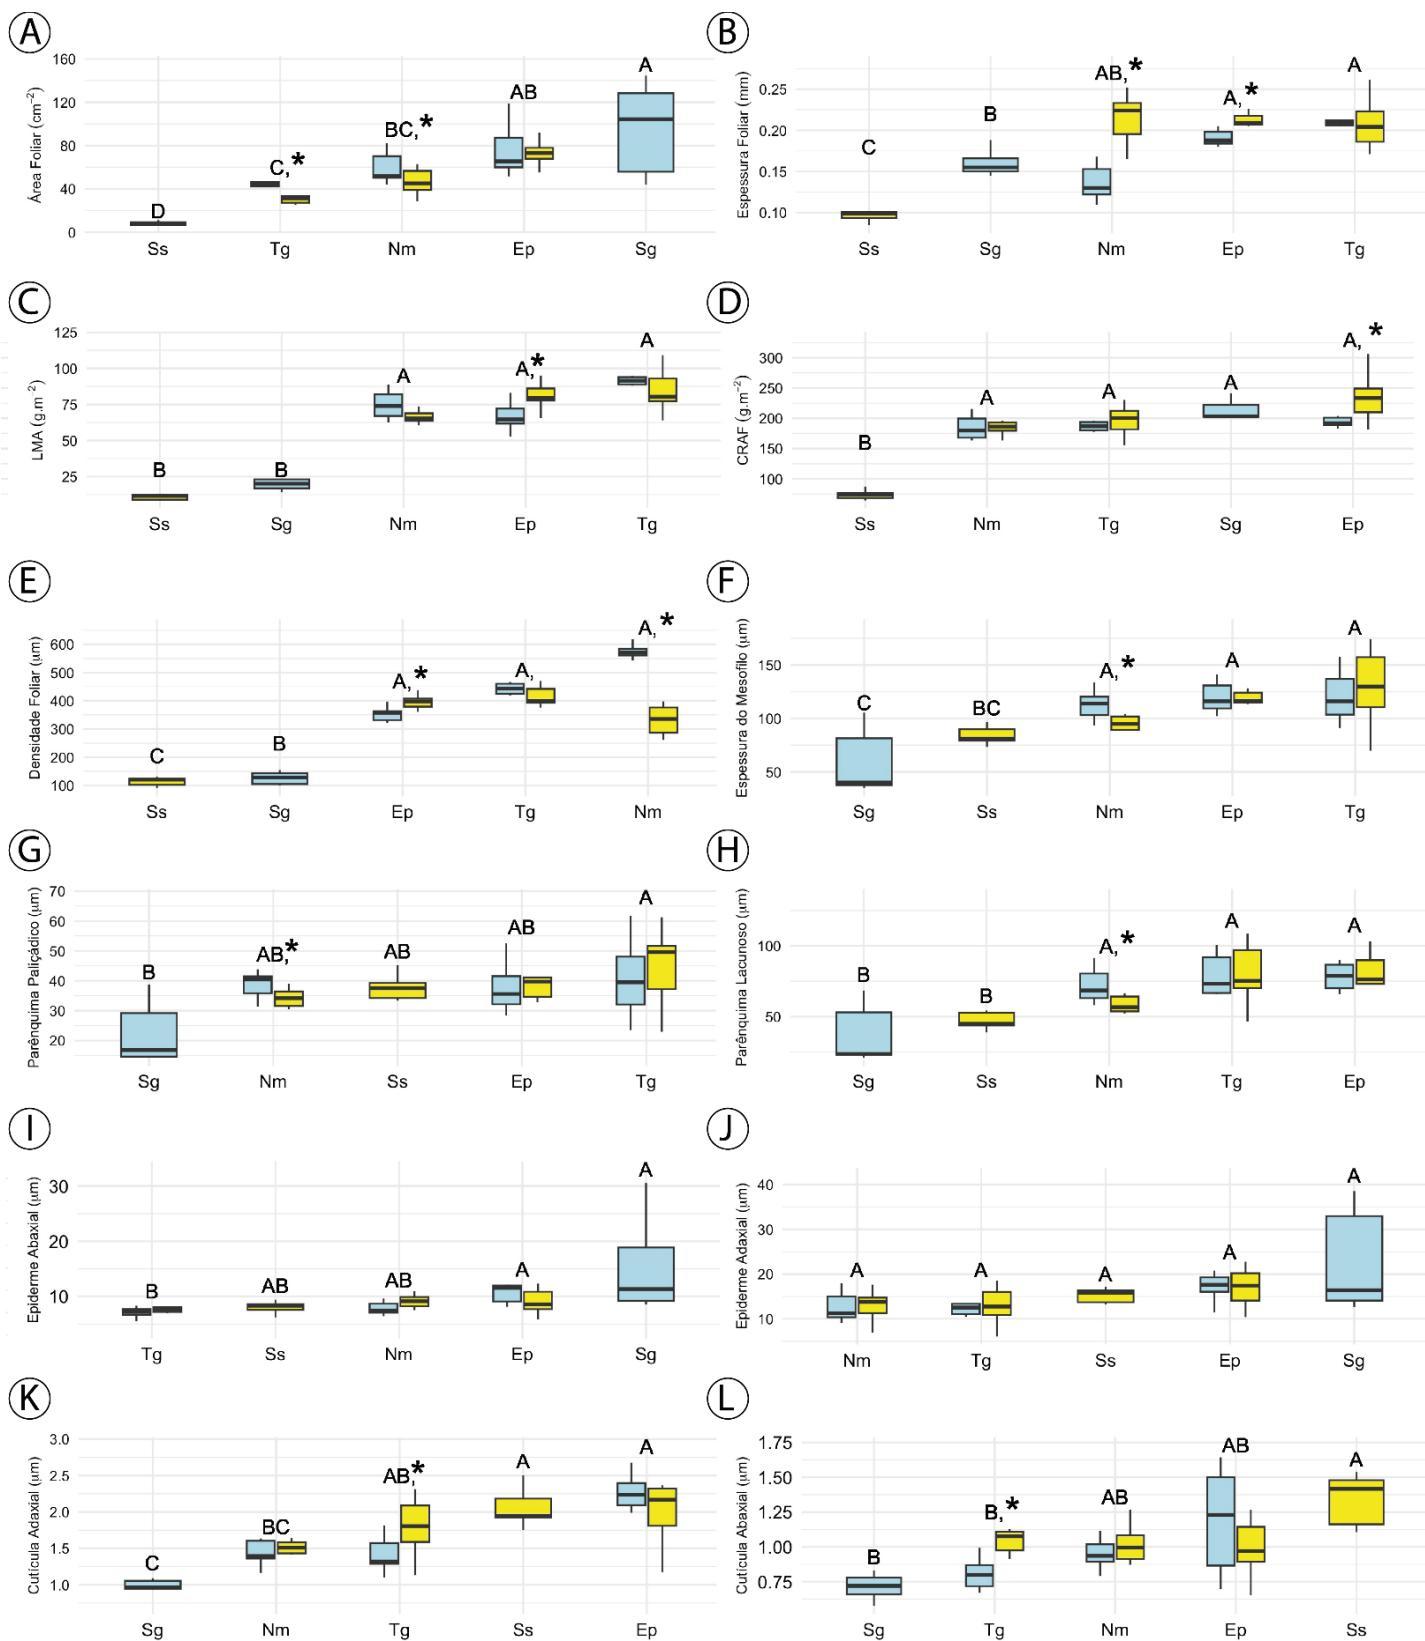 A
Área Foliar (cm⁻²)
160
120
80
40
0
D
C,*
BC,*
AB
A
Ss Tg Nm Ep Sg
B
Espessura Foliar (mm)
0.25
0.20
0.15
0.10
C
B
AB,*
A,*
A
Ss Sg Nm Ep Tg
C
LMA (g.m⁻²)
125
100
75
50
25
B
B
A
A,*
A
Ss Sg Nm Ep Tg
D
CRAF (g.m⁻²)
300
250
200
150
100
B
A
A
A
A,*
Ss Nm Tg Sg Ep
E
Densidade Foliar (µm)
600
500
400
300
200
100
C
B
A,*
A,
A,*
Ss Sg Ep Tg Nm
F
Espessura do Mesofilo (µm)
150
100
50
C
BC
A,*
A
A
Sg Ss Nm Ep Tg
G
Parênquima Paliçádico (µm)
70
60
50
40
30
20
B
AB,*
AB
AB
A
Sg Nm Ss Ep Tg
H
Parênquima Lacunoso (µm)
100
50
B
B
A,*
A
A
Sg Ss Nm Tg Ep
I
Epiderme Abaxial (µm)
30
20
10
B
AB
AB
A
A
Tg Ss Nm Ep Sg
J
Epiderme Adaxial (µm)
40
30
20
10
A
A
A
A
A
Nm Tg Ss Ep Sg
K
Cutícula Adaxial (µm)
3.0
2.5
2.0
1.5
1.0
C
BC
AB,*
A
A
Sg Nm Tg Ss Ep
L
Cutícula Abaxial (µm)
1.75
1.50
1.25
1.00
0.75
B
B,*
AB
AB
A
Sg Tg Nm Ep Ss